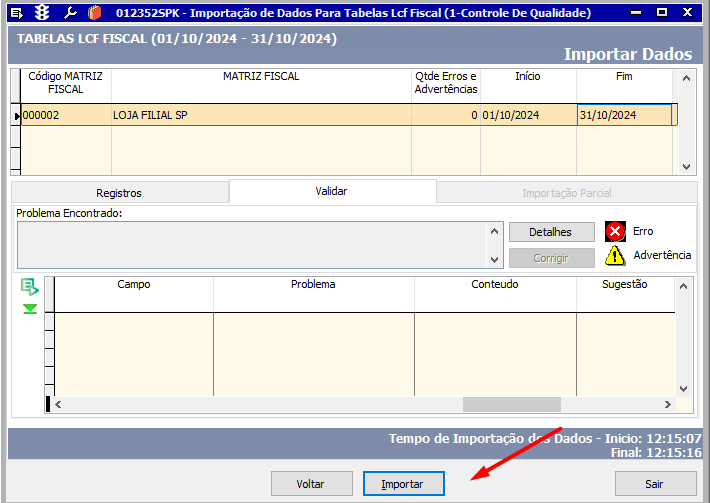 012352SPK - Importação de Dados Para Tabelas Lcf Fiscal (1-Controle De Qualidade)
TABELAS LCF FISCAL (01/10/2024 - 31/10/2024)
Importar Dados
Código MATRIZ FISCAL
MATRIZ FISCAL
Qtde Erros e Advertências
Início
Fim
000002 LOJA FILIAL SP 0 01/10/2024 31/10/2024
Registros
Validar
Importação Parcial
Problema Encontrado:
Detalhes
Erro
Corrigir
Advertência
Campo
Problema
Conteudo
Sugestão
Tempo de Importação dos Dados - Inicio: 12:15:07
Final: 12:15:16
Voltar
Importar
Sair